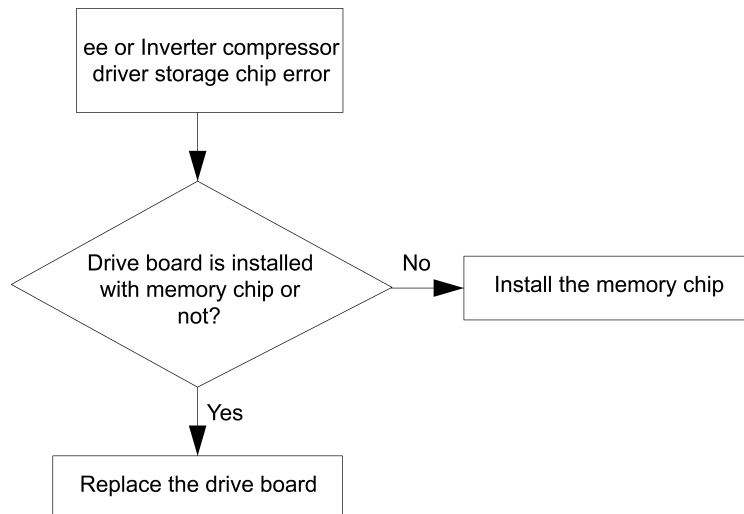 ee or Inverter compressor
driver storage chip error
Drive board is installed
with memory chip or
not?
No
Install the memory chip
Yes
Replace the drive board